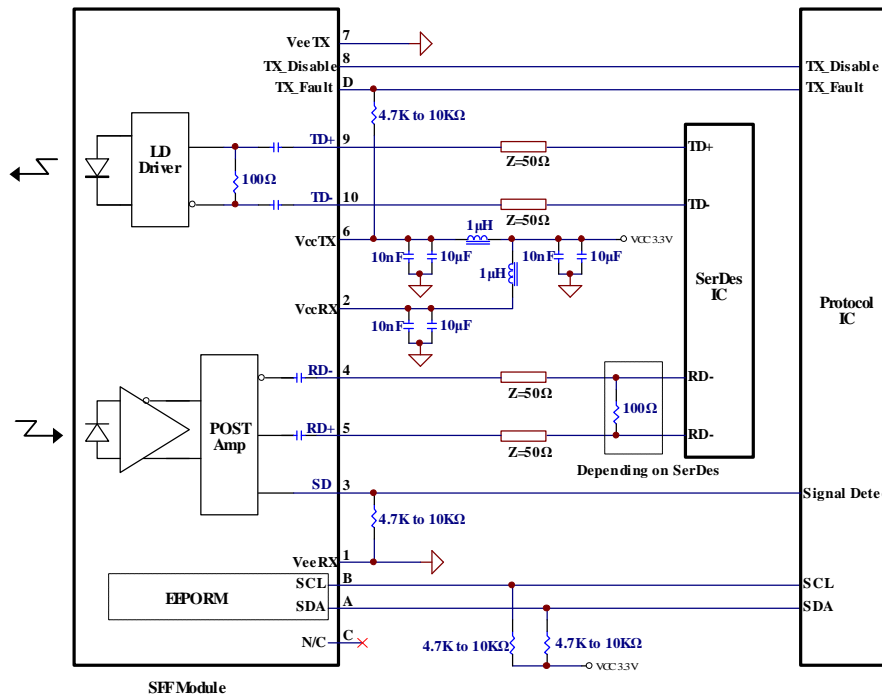 VeeTX 7
TX_Disable 8 TX_Disable
TX_Fault D TX_Fault
4.7K to 10KΩ
LD
Driver
100Ω
TD+ 9 Z=50Ω TD+
TD- 10 Z=50Ω TD-
VccTX 6 1μH VCC3.3V
10nF 10μF 1μH 10nF 10μF
SerDes
IC
Protocol
IC
VccRX 2
10nF 10μF
RD- 4 Z=50Ω RD-
POST
Amp
100Ω
RD+ 5 Z=50Ω RD-
Depending on SerDes
SD 3 Signal Dete
4.7K to 10KΩ
VeeRX 1
EEPORM
SCL B SCL
SDA A SDA
N/C C
4.7K to 10KΩ 4.7K to 10KΩ
VCC3.3V
SFF Module